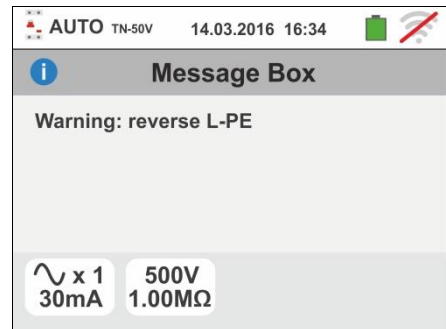 AUTO TN-50V 14.03.2016 16:34
i Message Box
Warning: reverse L-PE
x 1 500V
30mA 1.00MΩ